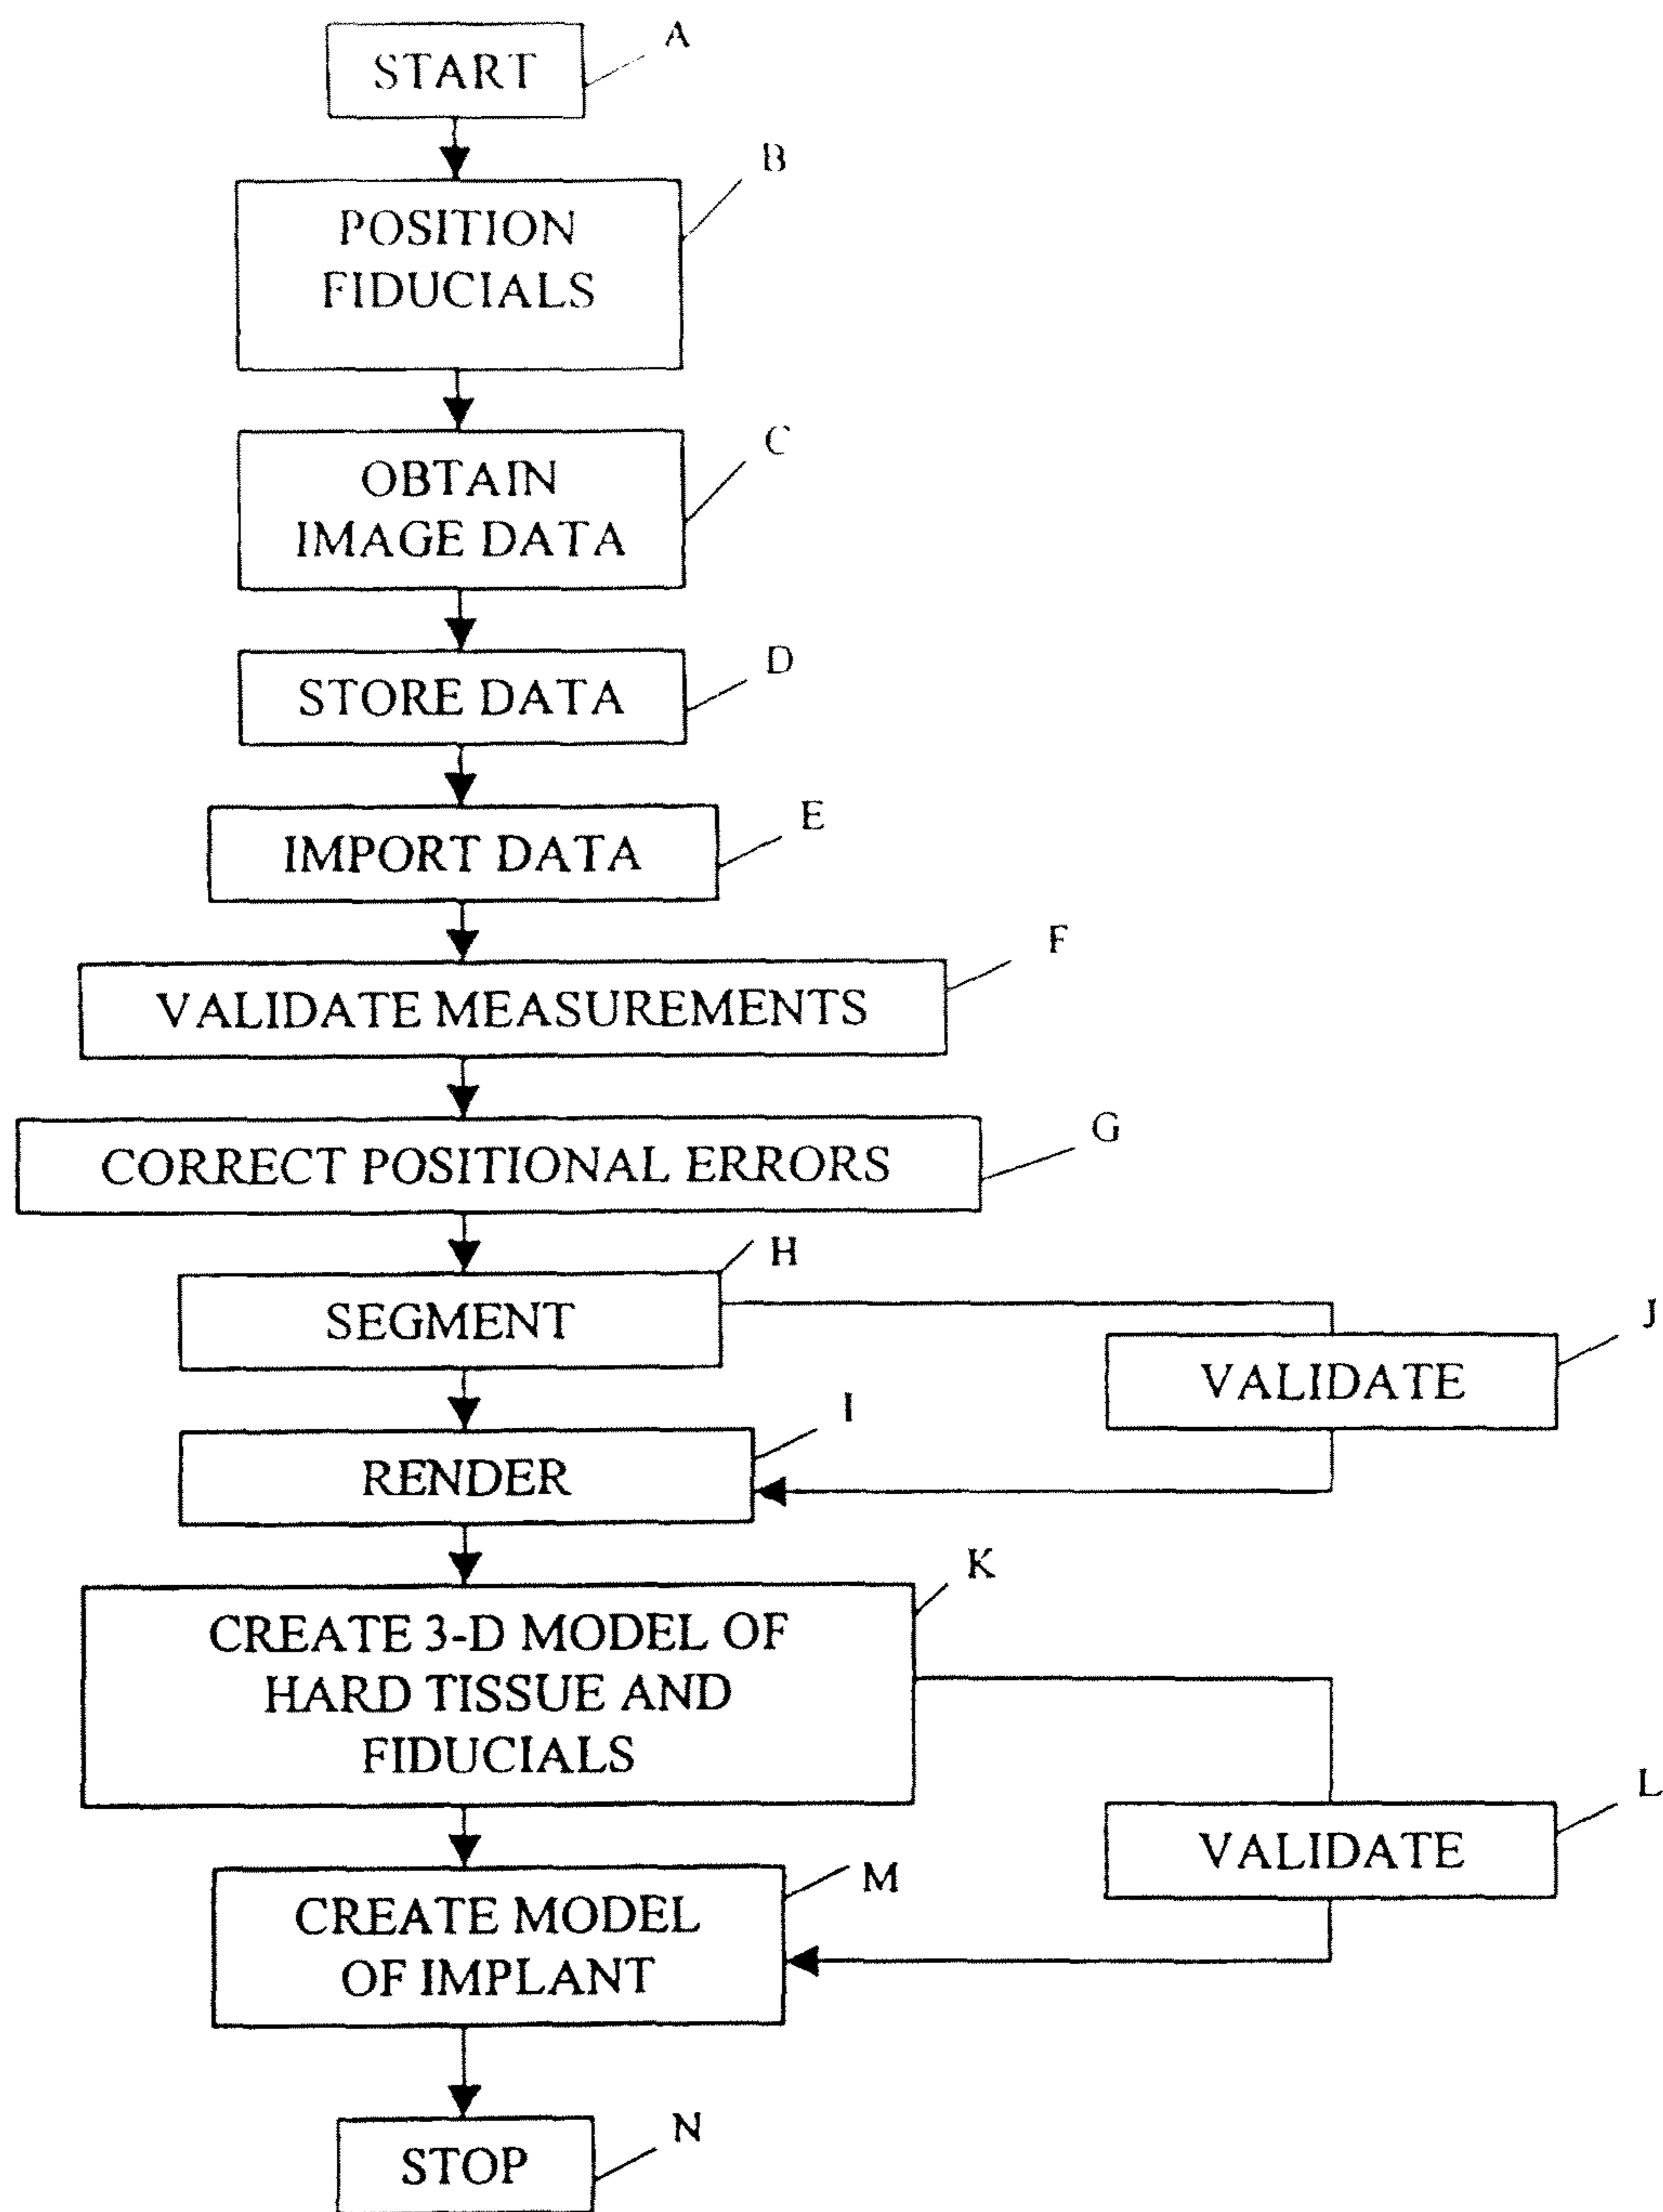 START
A
POSITION
FIDUCIALS
B
OBTAIN
IMAGE DATA
C
STORE DATA
D
IMPORT DATA
E
VALIDATE MEASUREMENTS
F
CORRECT POSITIONAL ERRORS
G
SEGMENT
H
VALIDATE
J
RENDER
I
CREATE 3-D MODEL OF
HARD TISSUE AND
FIDUCIALS
K
VALIDATE
L
CREATE MODEL
OF IMPLANT
M
STOP
N